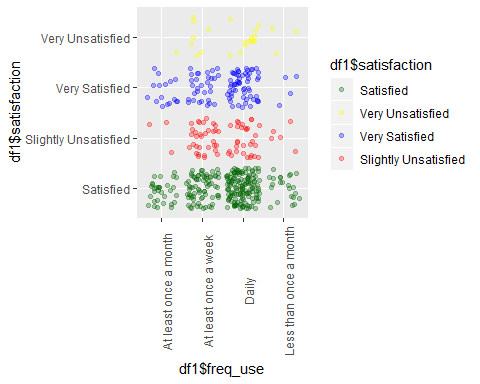 df1$satisfaction
Very Unsatisfied
Very Satisfied
Slightly Unsatisfied
Satisfied
At least once a month
At least once a week
Daily
Less than once a month
df1$freq_use
df1$satisfaction
Satisfied
Very Unsatisfied
Very Satisfied
Slightly Unsatisfied